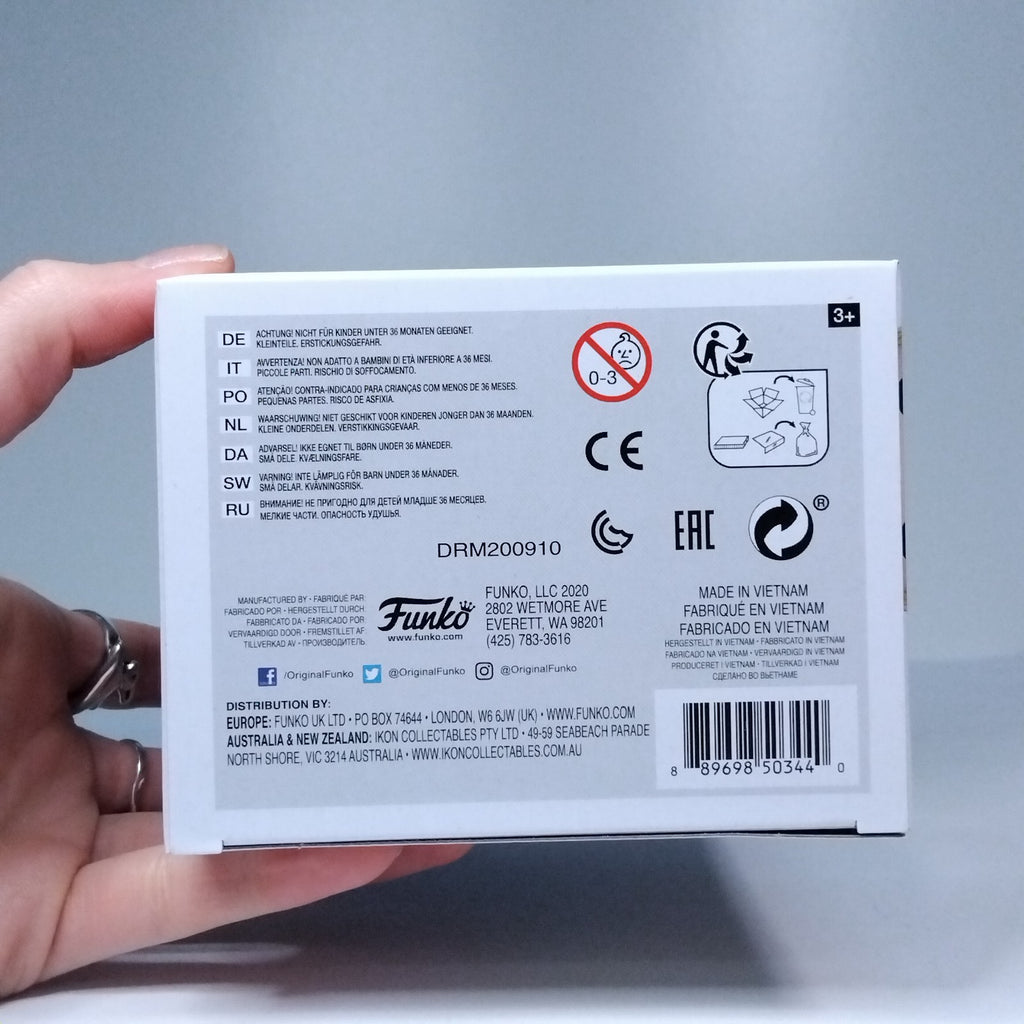 3+
DE ACHTUNG! NICHT FÜR KINDER UNTER 36 MONATEN GEEIGNET.
KLEINTEILE. ERSTICKUNGSGEFAHR.
IT AVVERTENZA! NON ADATTO A BAMBINI DI ETÀ INFERIORE A 36 MESI.
PICCOLE PARTI. RISCHIO DI SOFFOCAMENTO.
PO ATENÇÃO! CONTRA-INDICADO PARA CRIANÇAS COM MENOS DE 36 MESES.
PEQUENAS PARTES. RISCO DE ASFIXIA.
NL WAARSCHUWING! NIET GESCHIKT VOOR KINDEREN JONGER DAN 36 MAANDEN.
KLEINE ONDERDELEN. VERSTIKKINGSGEVAAR.
DA ADVARSEL! IKKE EGNET TIL BØRN UNDER 36 MÅNEDER.
SMÅ DELE. KVÆLNINGSFARE.
SW VARNING! INTE LÄMPLIG FÖR BARN UNDER 36 MÅNADER.
SMÅ DELAR. KVÄVNINGSRISK.
RU ВНИМАНИЕ! НЕ ПРИГОДНО ДЛЯ ДЕТЕЙ МЛАДШЕ 36 МЕСЯЦЕВ.
МЕЛКИЕ ЧАСТИ. ОПАСНОСТЬ УДУШЬЯ.
0-3
CE
EAC
®
DRM200910
MANUFACTURED BY • FABRIQUÉ PAR
FABRICADO POR • HERGESTELLT DURCH
FABBRICATO DA • FABRICADO POR
VERVAARDIGD DOOR • FREMSTILLET AF
TILLVERKAD AV • ПРОИЗВОДИТЕЛЬ
Funko
www.funko.com
FUNKO, LLC 2020
2802 WETMORE AVE
EVERETT, WA 98201
(425) 783-3616
MADE IN VIETNAM
FABRIQUÉ EN VIETNAM
FABRICADO EN VIETNAM
HERGESTELLT IN VIETNAM • FABBRICATO IN VIETNAM
FABRICADO NA VIETNAM • VERVAARDIGD IN VIETNAM
PRODUCERET I VIETNAM • TILLVERKAD I VIETNAM
СДЕЛАНО ВО ВЬЕТНАМЕ
/OriginalFunko @OriginalFunko @OriginalFunko
DISTRIBUTION BY:
EUROPE: FUNKO UK LTD • PO BOX 74644 • LONDON, W6 6JW (UK) • WWW.FUNKO.COM
AUSTRALIA & NEW ZEALAND: IKON COLLECTABLES PTY LTD • 49-59 SEABEACH PARADE
NORTH SHORE, VIC 3214 AUSTRALIA • WWW.IKONCOLLECTABLES.COM.AU
8 89698 50344 0